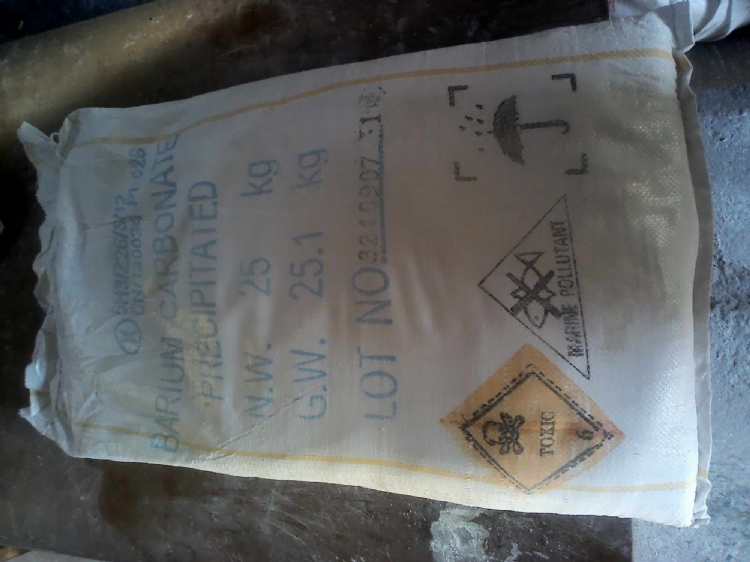 BARIUM CARBONATE
PRECIPITATED
N.W. 25 kg
G.W. 25.1 kg
LOT NO:
MARINE POLLUTANT
TOXIC
6